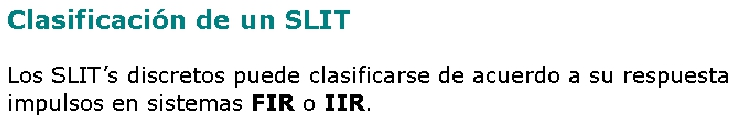 Clasificación de un SLIT
Los SLIT’s discretos puede clasificarse de acuerdo a su respuesta
impulsos en sistemas FIR o IIR.